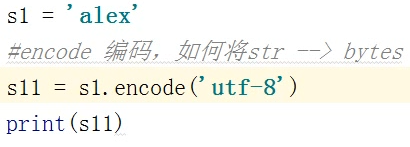 s1 = 'alex'
#encode 编码，如何将str --> bytes
s11 = s1.encode('utf-8')
print(s11)